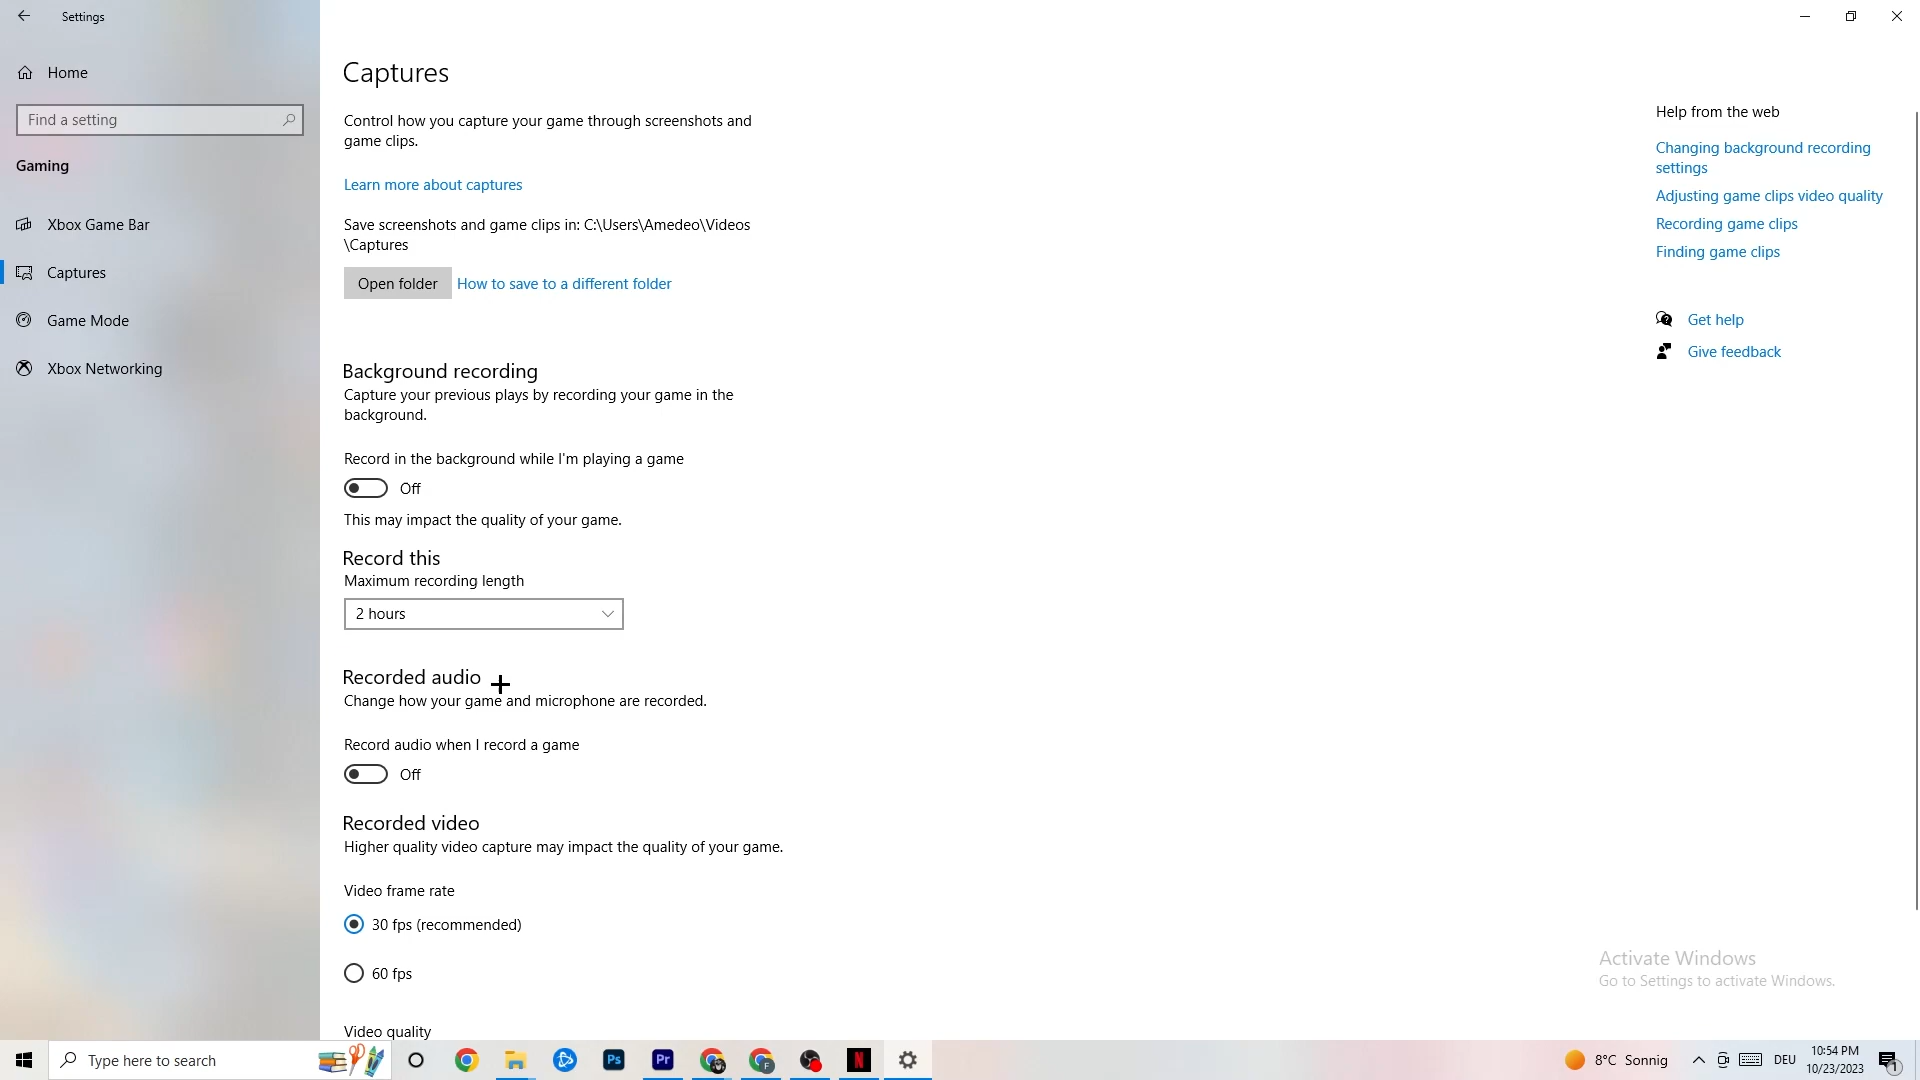 Settings
Home
Find a setting
Gaming
Xbox Game Bar
Captures
Game Mode
Xbox Networking
Captures
Control how you capture your game through screenshots and
game clips.
Learn more about captures
Save screenshots and game clips in: C:\Users\Amedeo\Videos
\Captures
Open folder
How to save to a different folder
Background recording
Capture your previous plays by recording your game in the
background.
Record in the background while I'm playing a game
Off
This may impact the quality of your game.
Record this
Maximum recording length
2 hours
Recorded audio
Change how your game and microphone are recorded.
Record audio when I record a game
Off
Recorded video
Higher quality video capture may impact the quality of your game.
Video frame rate
30 fps (recommended)
60 fps
Video quality
Help from the web
Changing background recording
settings
Adjusting game clips video quality
Recording game clips
Finding game clips
Get help
Give feedback
Activate Windows
Go to Settings to activate Windows.
Type here to search
Ps
Pr
F
N
8°C Sonnig
DEU
10:54 PM
10/23/2023
1